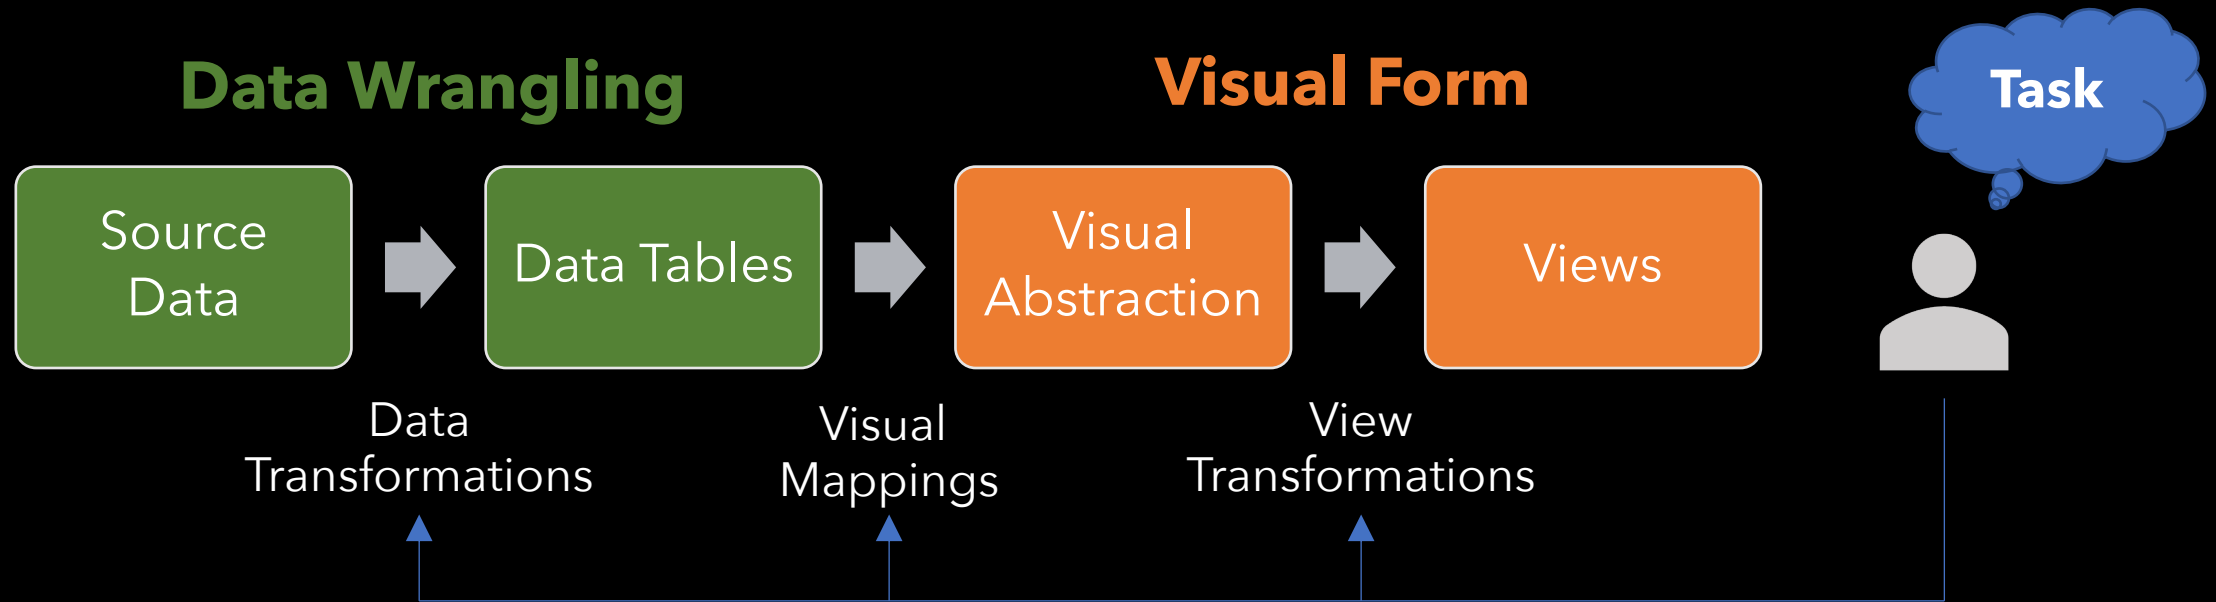 Data Wrangling
Visual Form
Task
Source
Data
Data Tables
Visual
Abstraction
Views
Data
Transformations
Visual
Mappings
View
Transformations